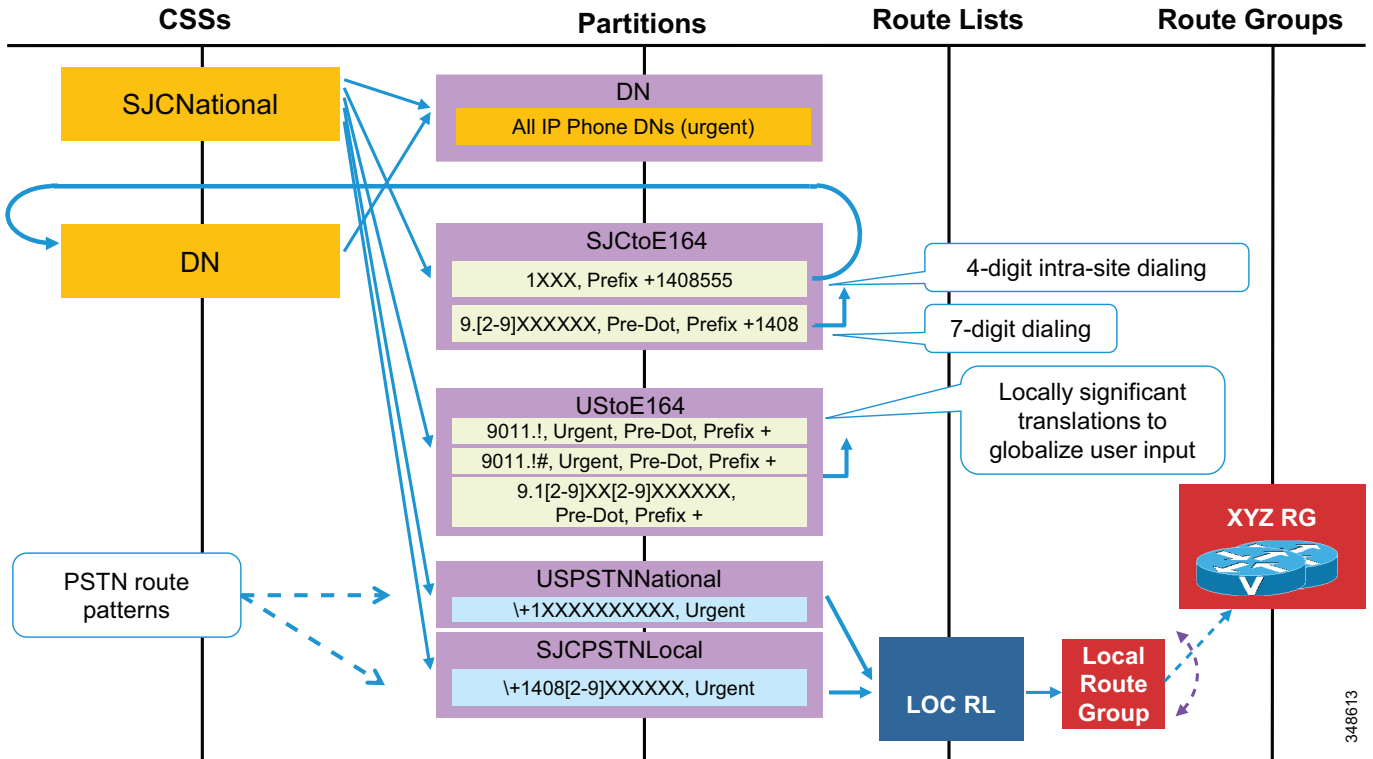 CSSs
Partitions
Route Lists
Route Groups
SJCNational
DN
All IP Phone DNs (urgent)
DN
SJCtoE164
1XXX, Prefix +1408555
9.[2-9]XXXXXX, Pre-Dot, Prefix +1408
4-digit intra-site dialing
7-digit dialing
UStoE164
9011.!, Urgent, Pre-Dot, Prefix +
9011.!#, Urgent, Pre-Dot, Prefix +
9.1[2-9]XX[2-9]XXXXXX,
Pre-Dot, Prefix +
Locally significant
translations to
globalize user input
XYZ RG
V
PSTN route
patterns
USPSTNNational
\+1XXXXXXXXXX, Urgent
SJCPSTNLocal
\+1408[2-9]XXXXXX, Urgent
LOC RL
Local
Route
Group
348613